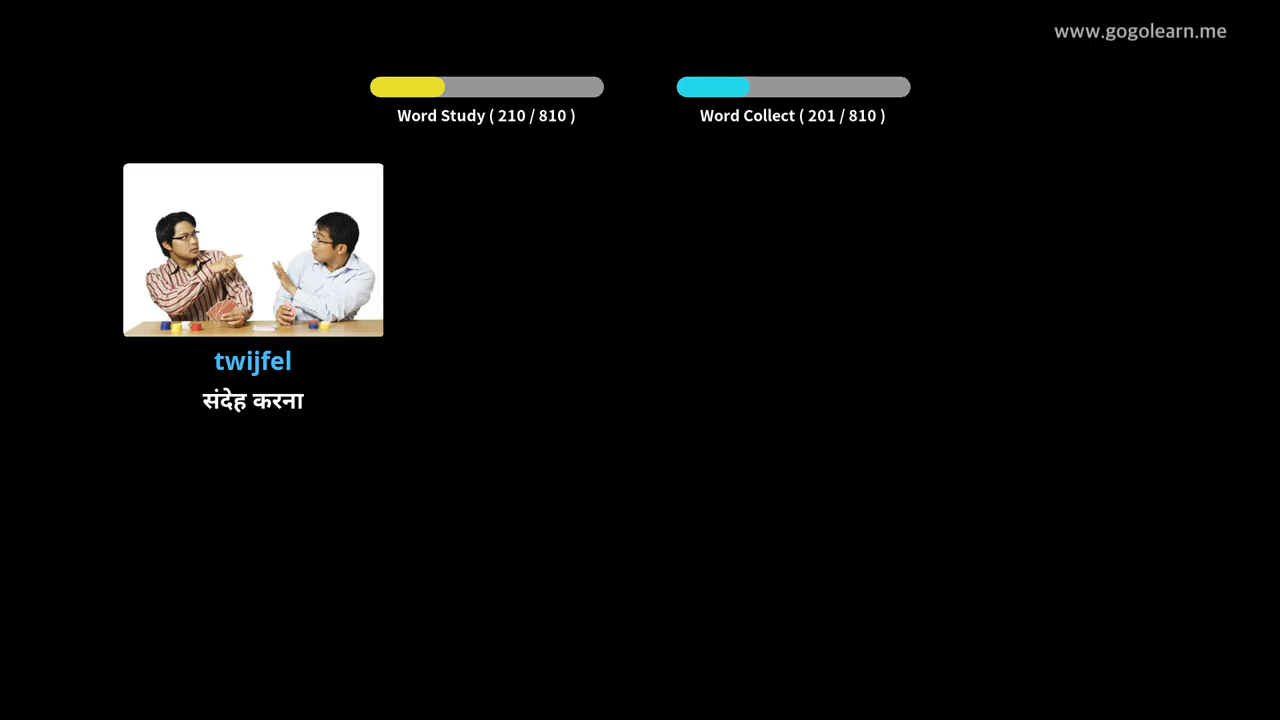 www.gogolearn.me
Word Study ( 210 / 810 )
Word Collect ( 201 / 810 )
twijfel
संदेह करना